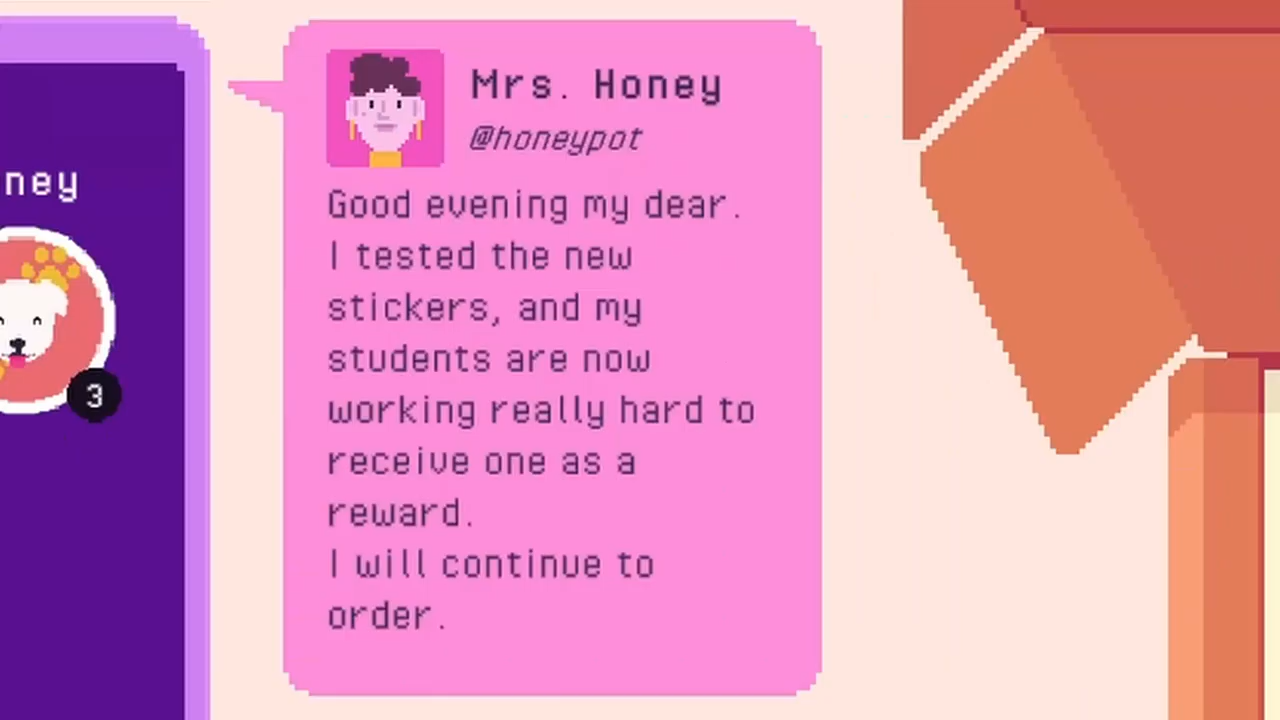 Mrs. Honey
@honeypot
ney
Good evening my dear.
I tested the new
stickers, and my
students are now
working really hard to
receive one as a
reward.
I will continue to
order.
3